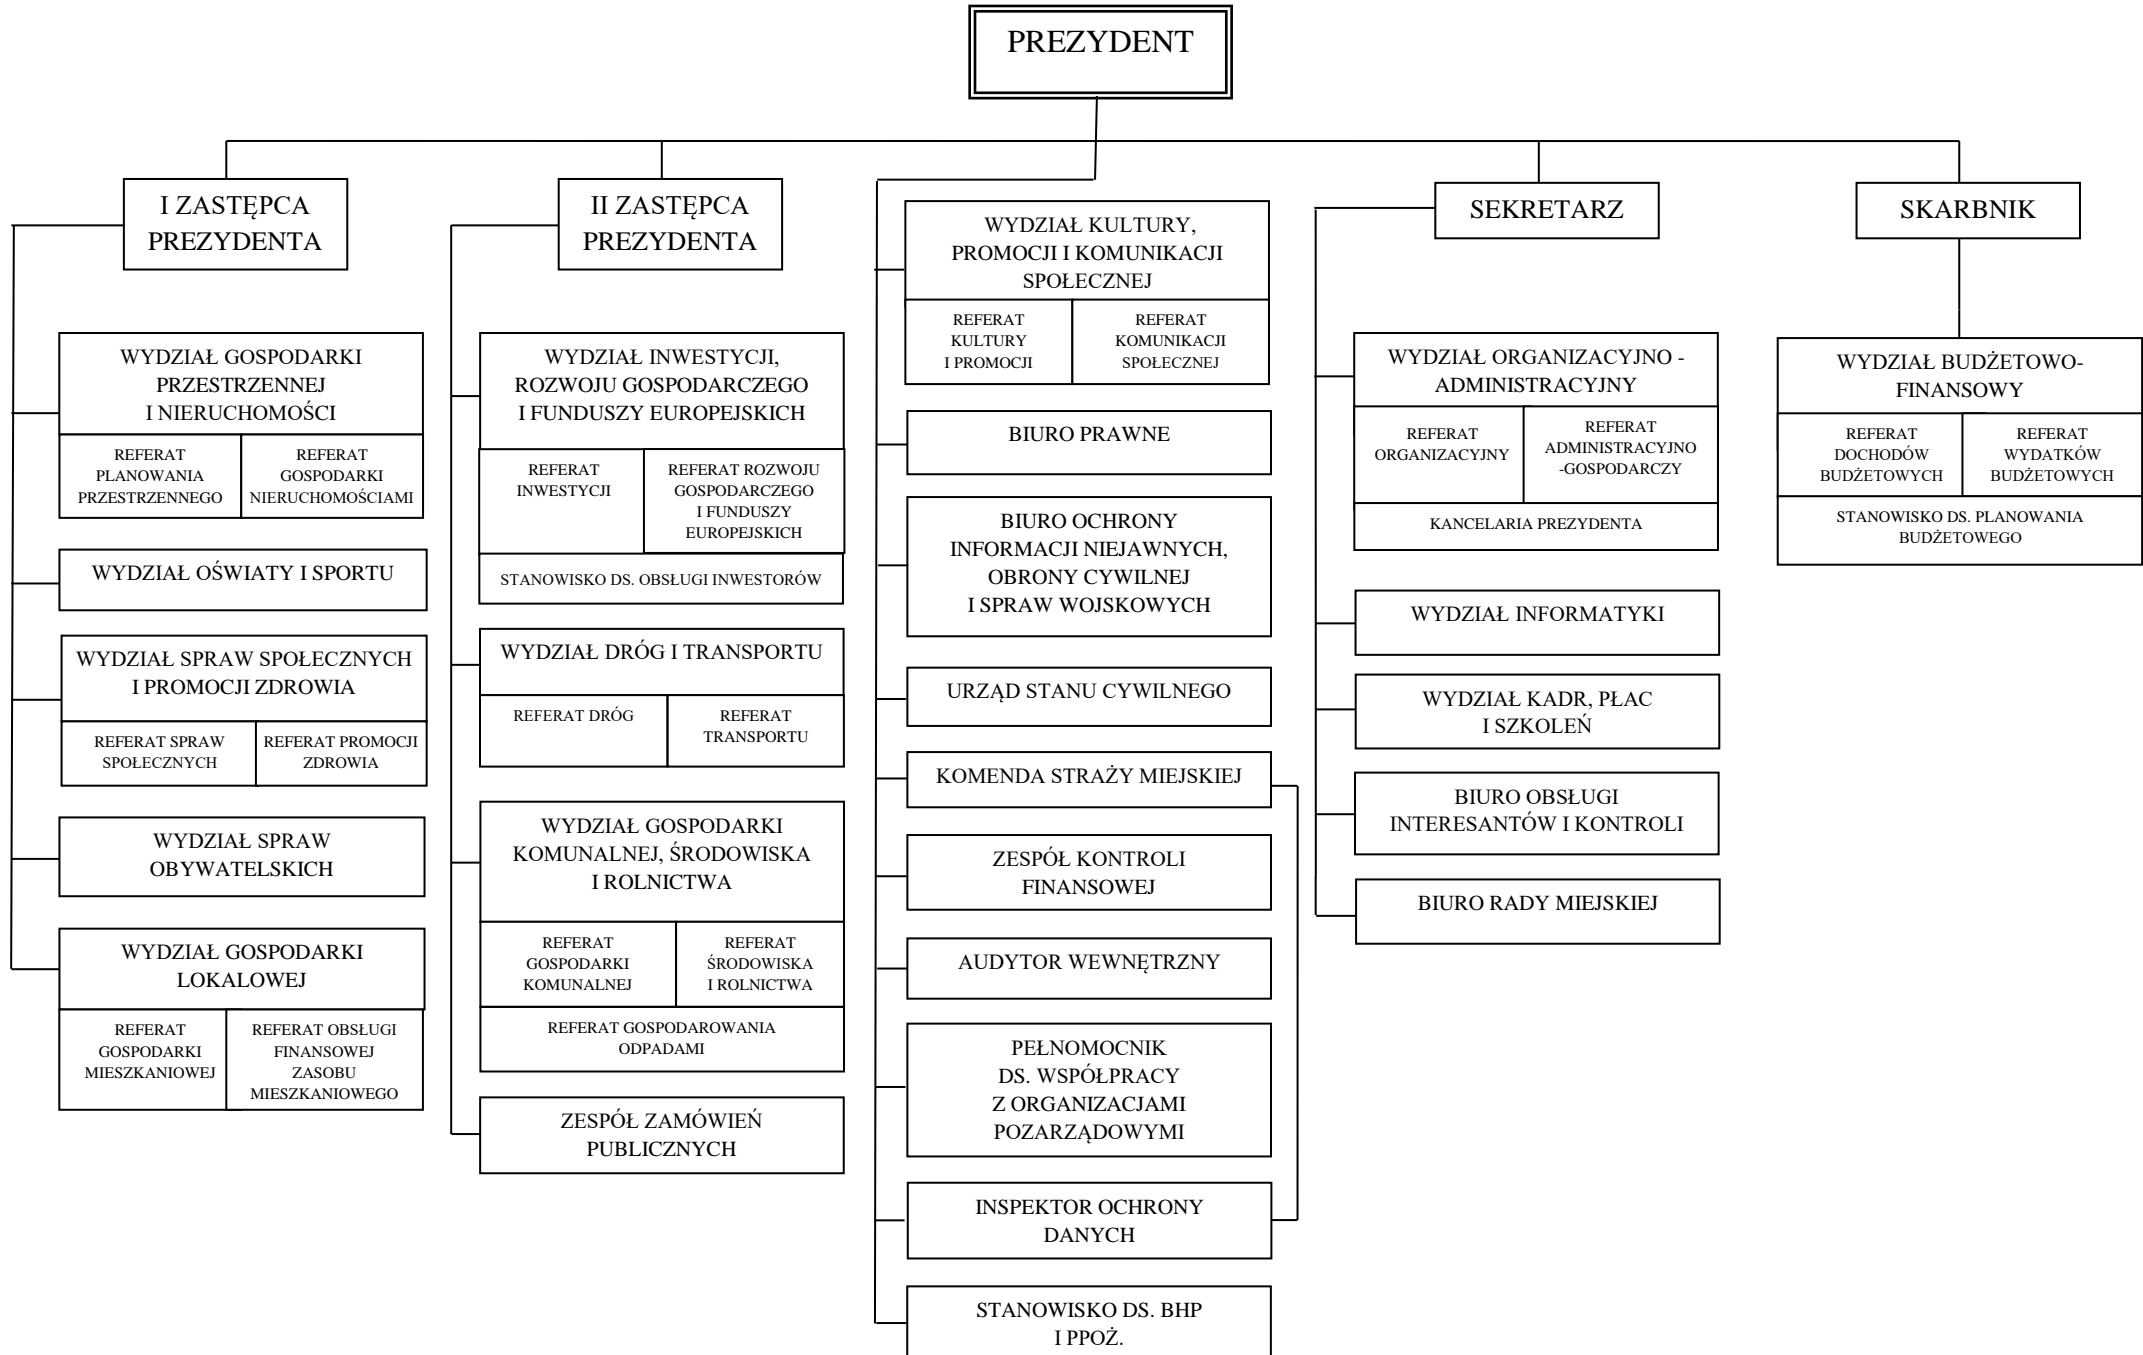 PREZYDENT
I ZASTĘPCA
PREZYDENTA
WYDZIAŁ GOSPODARKI
PRZESTRZENNEJ
I NIERUCHOMOŚCI
REFERAT
PLANOWANIA
PRZESTRZENNEGO
REFERAT
GOSPODARKI
NIERUCHOMOŚCIAMI
WYDZIAŁ OŚWIATY I SPORTU
WYDZIAŁ SPRAW SPOŁECZNYCH
I PROMOCJI ZDROWIA
REFERAT SPRAW
SPOŁECZNYCH
REFERAT PROMOCJI
ZDROWIA
WYDZIAŁ SPRAW
OBYWATELSKICH
WYDZIAŁ GOSPODARKI
LOKALOWEJ
REFERAT
GOSPODARKI
MIESZKANIOWEJ
REFERAT OBSŁUGI
FINANSOWEJ
ZASOBU
MIESZKANIOWEGO
II ZASTĘPCA
PREZYDENTA
WYDZIAŁ INWESTYCJI,
ROZWOJU GOSPODARCZEGO
I FUNDUSZY EUROPEJSKICH
REFERAT
INWESTYCJI
REFERAT ROZWOJU
GOSPODARCZEGO
I FUNDUSZY
EUROPEJSKICH
STANOWISKO DS. OBSŁUGI INWESTORÓW
WYDZIAŁ DRÓG I TRANSPORTU
REFERAT DRÓG
REFERAT
TRANSPORTU
WYDZIAŁ GOSPODARKI
KOMUNALNEJ, ŚRODOWISKA
I ROLNICTWA
REFERAT
GOSPODARKI
KOMUNALNEJ
REFERAT
ŚRODOWISKA
I ROLNICTWA
REFERAT GOSPODAROWANIA
ODPADAMI
ZESPÓŁ ZAMÓWIEŃ
PUBLICZNYCH
WYDZIAŁ KULTURY,
PROMOCJI I KOMUNIKACJI
SPOŁECZNEJ
REFERAT
KULTURY
I PROMOCJI
REFERAT
KOMUNIKACJI
SPOŁECZNEJ
BIURO PRAWNE
BIURO OCHRONY
INFORMACJI NIEJAWNYCH,
OBRONY CYWILNEJ
I SPRAW WOJSKOWYCH
URZĄD STANU CYWILNEGO
KOMENDA STRAŻY MIEJSKIEJ
ZESPÓŁ KONTROLI
FINANSOWEJ
AUDYTOR WEWNĘTRZNY
PEŁNOMOCNIK
DS. WSPÓŁPRACY
Z ORGANIZACJAMI
POZARZĄDOWYMI
INSPEKTOR OCHRONY
DANYCH
STANOWISKO DS. BHP
I PPOŻ.
SEKRETARZ
WYDZIAŁ ORGANIZACYJNO -
ADMINISTRACYJNY
REFERAT
ORGANIZACYJNY
REFERAT
ADMINISTRACYJNO
-GOSPODARCZY
KANCELARIA PREZYDENTA
WYDZIAŁ INFORMATYKI
WYDZIAŁ KADR, PŁAC
I SZKOLEŃ
BIURO OBSŁUGI
INTERESANTÓW I KONTROLI
BIURO RADY MIEJSKIEJ
SKARBNIK
WYDZIAŁ BUDŻETOWO-
FINANSOWY
REFERAT
DOCHODÓW
BUDŻETOWYCH
REFERAT
WYDATKÓW
BUDŻETOWYCH
STANOWISKO DS. PLANOWANIA
BUDŻETOWEGO